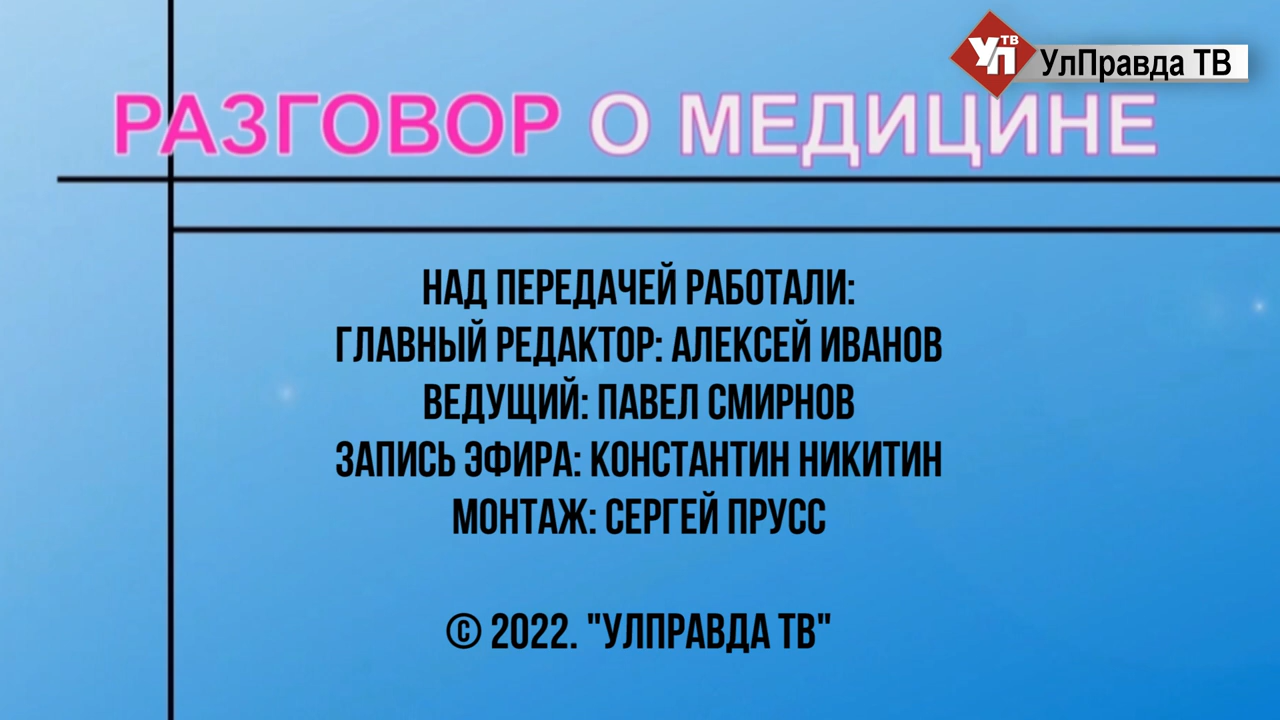 УП ТВ
УлПравда ТВ
РАЗГОВОР О МЕДИЦИНЕ
НАД ПЕРЕДАЧЕЙ РАБОТАЛИ:
ГЛАВНЫЙ РЕДАКТОР: АЛЕКСЕЙ ИВАНОВ
ВЕДУЩИЙ: ПАВЕЛ СМИРНОВ
ЗАПИСЬ ЭФИРА: КОНСТАНТИН НИКИТИН
МОНТАЖ: СЕРГЕЙ ПРУСС
© 2022. "УЛПРАВДА ТВ"